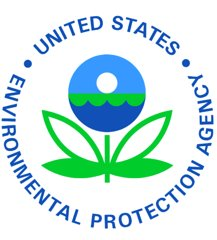 UNITED STATES
ENVIRONMENTAL PROTECTION AGENCY